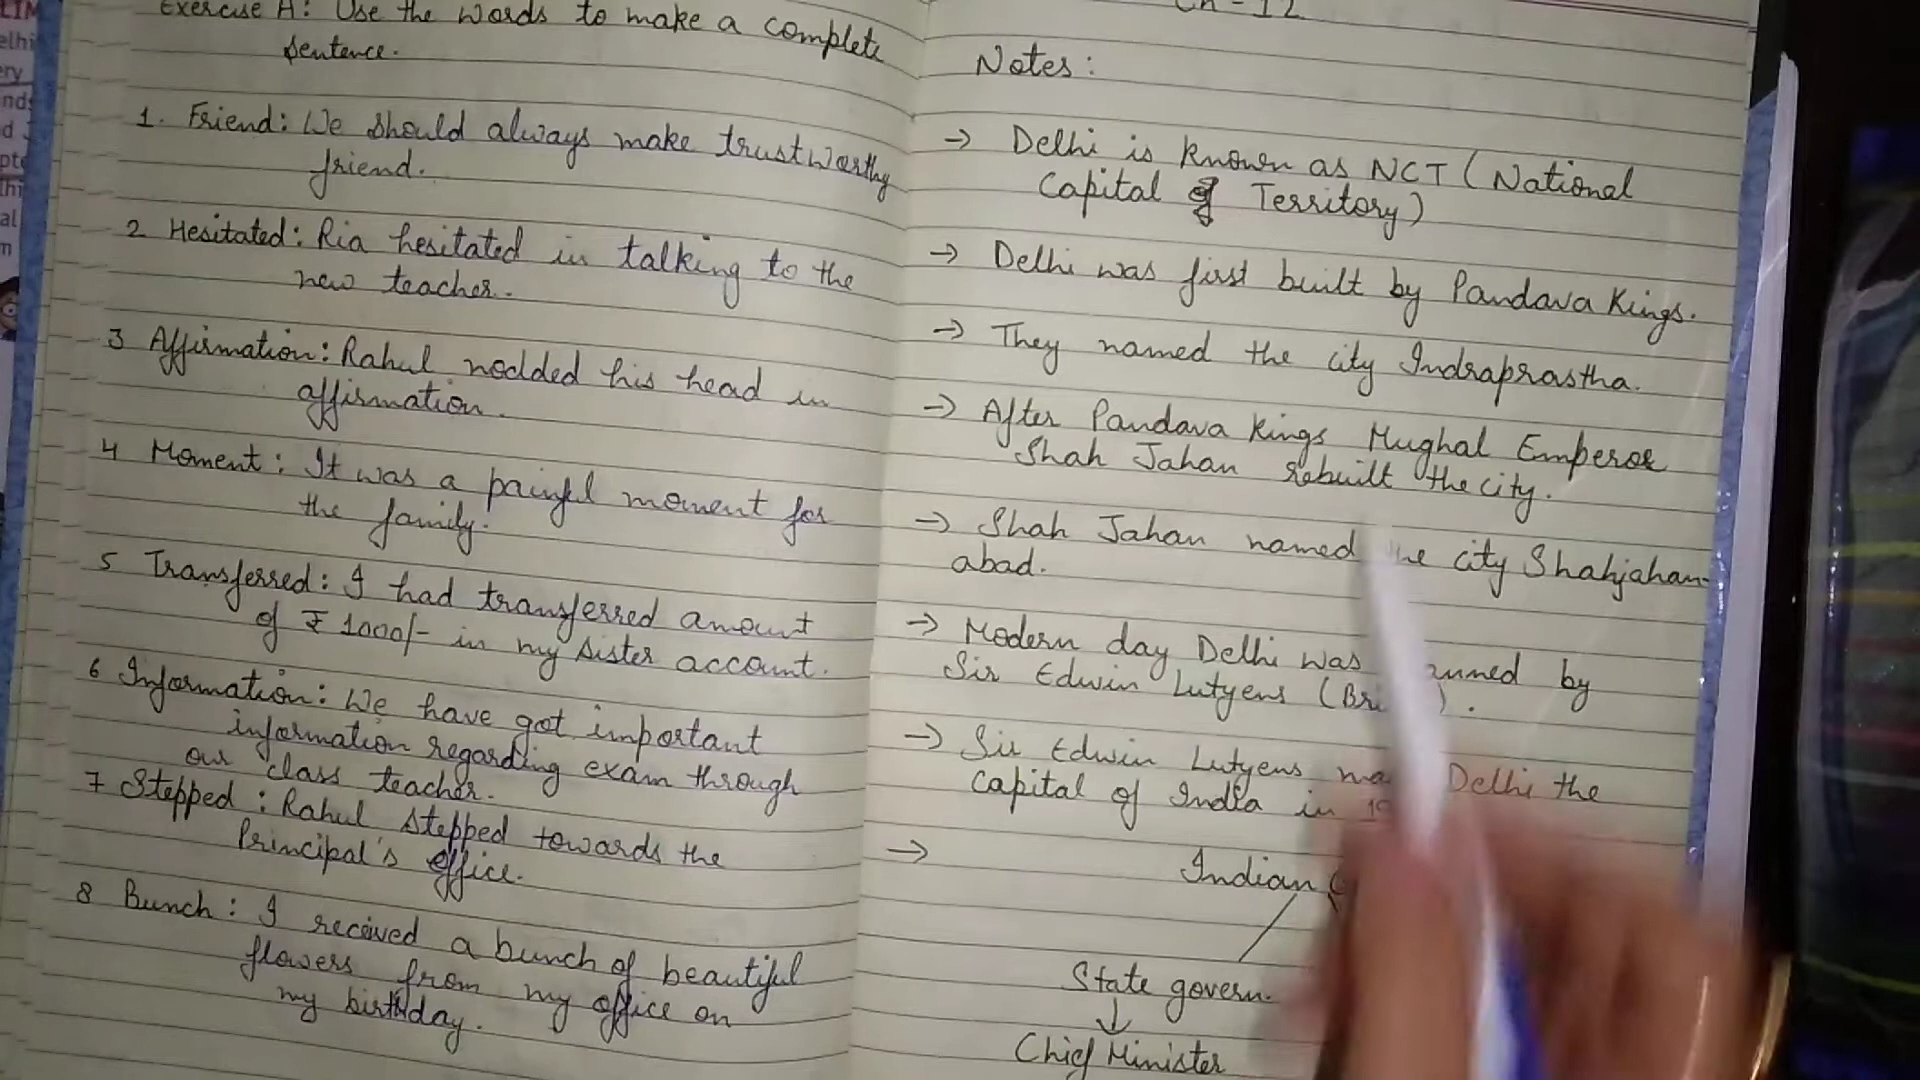 Exercise A: Use the words to make a complete
sentence.
1. Friend: We should always make trustworthy
friend.
2 Hesitated: Ria hesitated in talking to the
new teacher.
3 Affirmation: Rahul nodded his head in
affirmation.
4 Moment: It was a painful moment for
the family.
5 Transferred: I had transferred amount
of ₹ 1000/- in my sister account.
6 Information: We have got important
information regarding exam through
our class teacher.
7 Stepped: Rahul stepped towards the
Principal's office.
8 Bunch: I received a bunch of beautiful
flowers from my office on
my birthday.
Ch - 12
Notes:
→ Delhi is known as NCT (National
Capital of Territory)
→ Delhi was first built by Pandava Kings.
→ They named the city Indraprastha.
→ After Pandava Kings Mughal Emperor
Shah Jahan rebuilt the city.
→ Shah Jahan named the city Shahjahan-
abad.
→ Modern day Delhi was by
Sir Edwin Lutyens
→ Sir Edwin Lutyens Delhi the
Capital of India in
→ Indian
State govern.
↓
Chief Minister